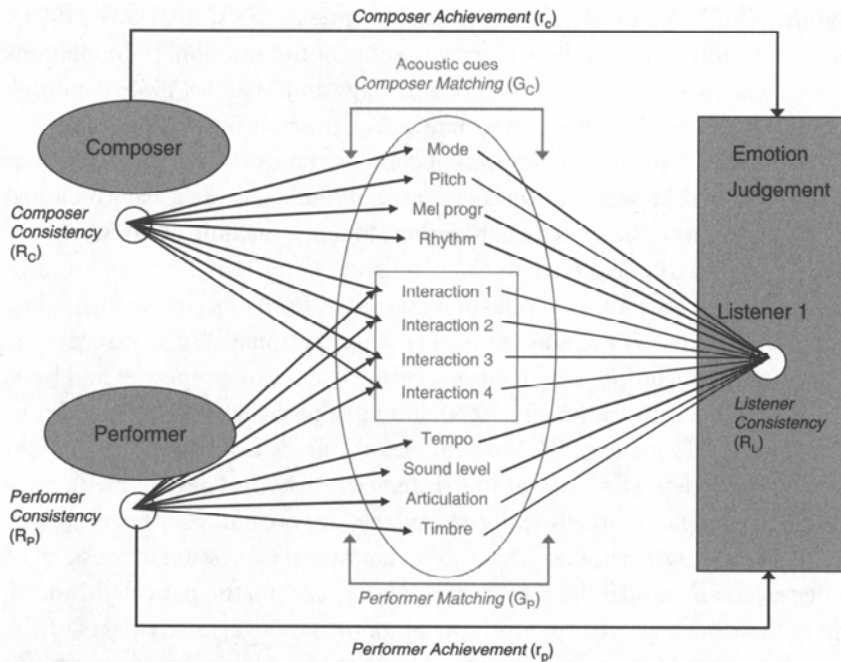 Composer Achievement (rc)
Acoustic cues
Composer Matching (GC)
Composer
Mode
Pitch
Mel progr
Rhythm
Emotion
Judgement
Composer
Consistency
(RC)
Interaction 1
Interaction 2
Interaction 3
Interaction 4
Listener 1
Listener
Consistency
(RL)
Performer
Tempo
Sound level
Articulation
Timbre
Performer
Consistency
(RP)
Performer Matching (GP)
Performer Achievement (rp)